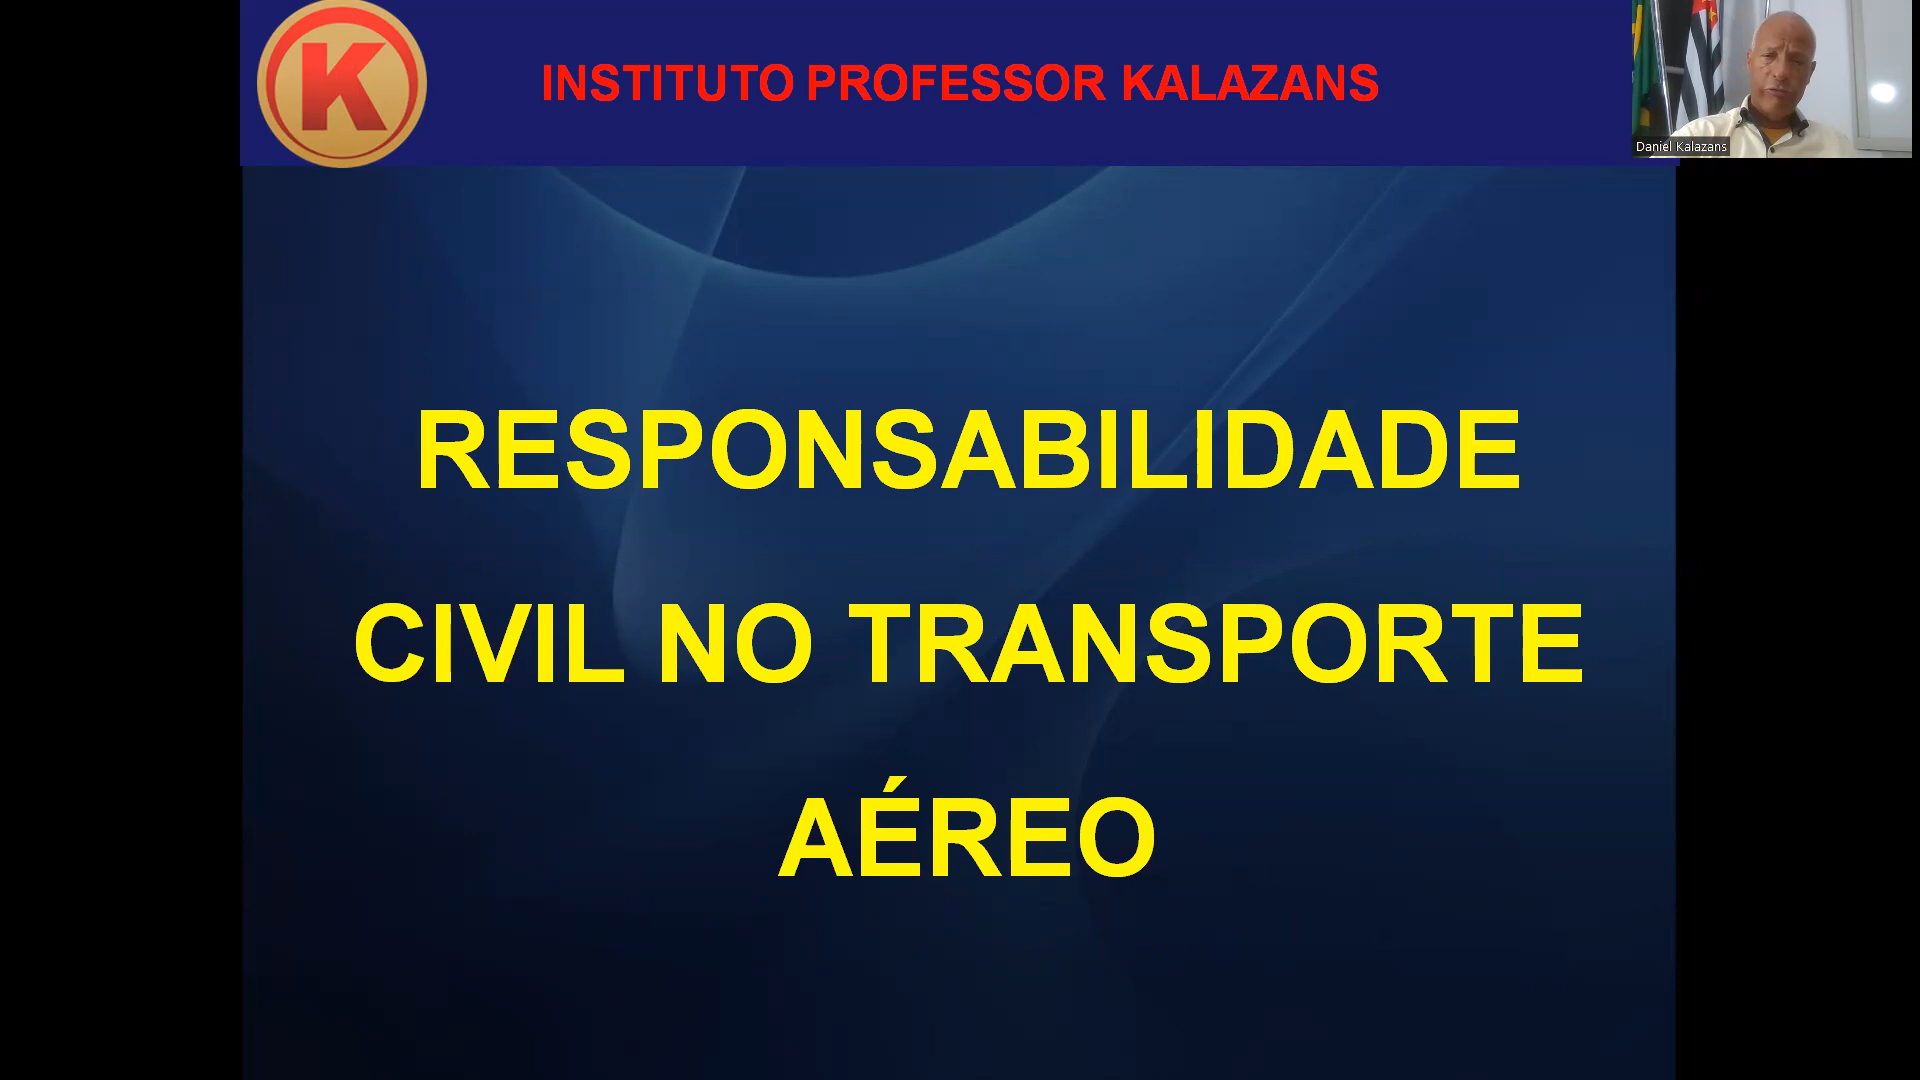 K
INSTITUTO PROFESSOR KALAZANS
Daniel Kalazans
RESPONSABILIDADE
CIVIL NO TRANSPORTE
AÉREO